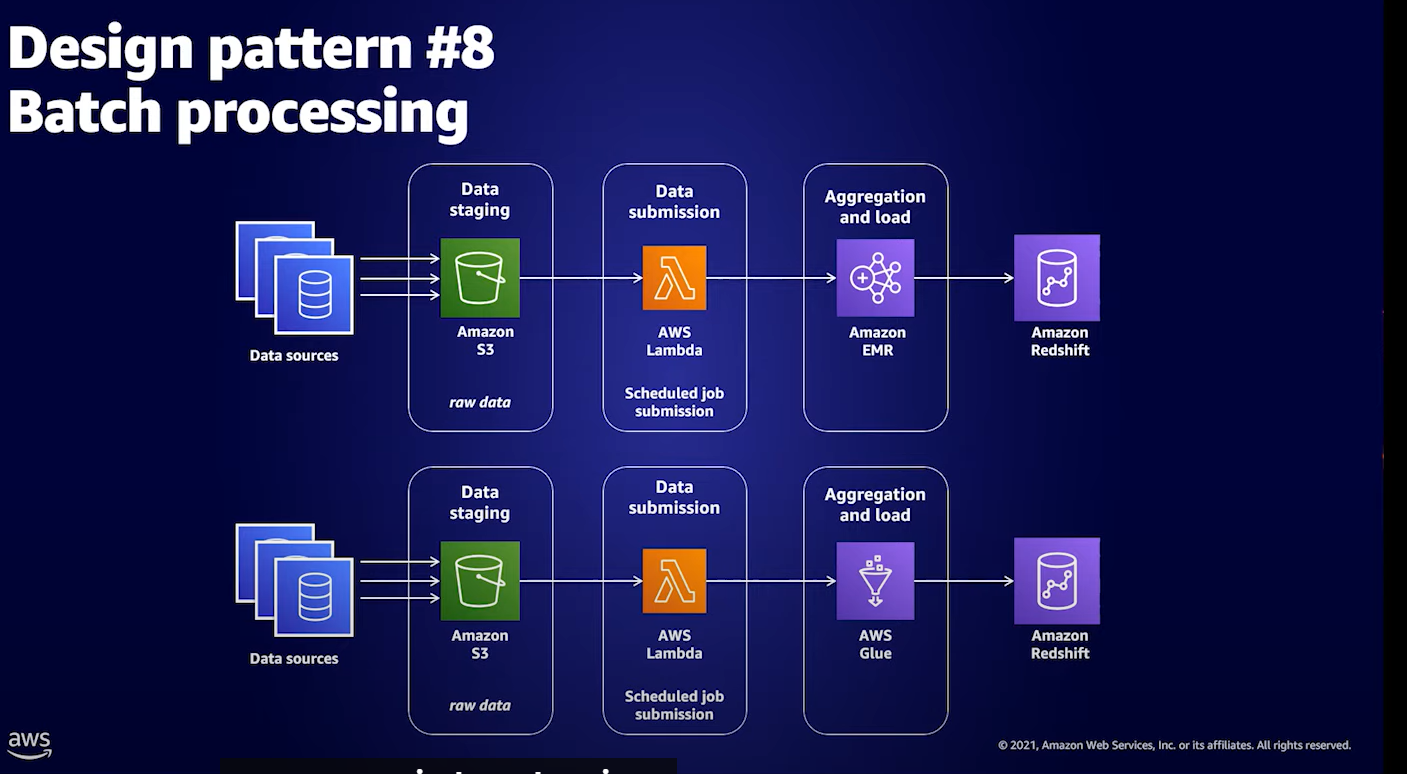 Design pattern #8
Batch processing
Data
staging
Data
submission
Aggregation
and load
Data sources
Amazon
S3
AWS
Lambda
Amazon
EMR
Amazon
Redshift
raw data
Scheduled job
submission
Data
staging
Data
submission
Aggregation
and load
Data sources
Amazon
S3
AWS
Lambda
AWS
Glue
Amazon
Redshift
raw data
Scheduled job
submission
aws
© 2021, Amazon Web Services, Inc. or its affiliates. All rights reserved.